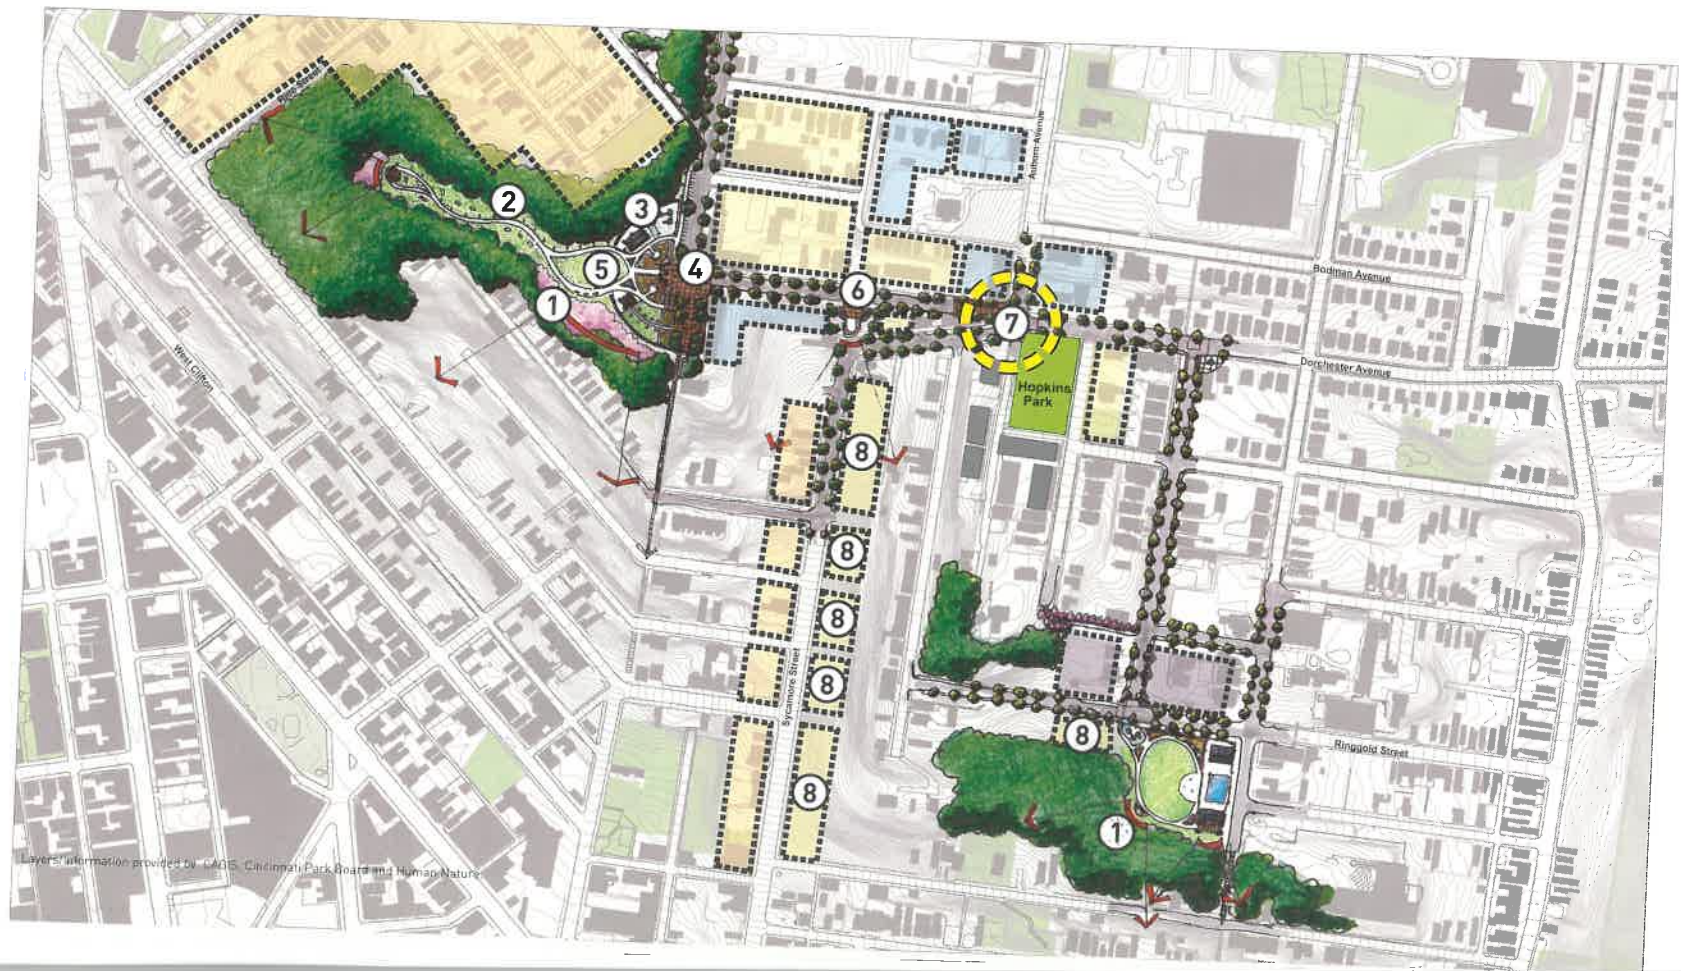 Auburn Avenue
2
3
5
4
1
6
7
Bodman Avenue
Dorchester Avenue
Hopkins
Park
West Clifton
8
8
8
8
Sycamore Street
8
8
1
Ringgold Street
Layers/Information provided by CAGIS, Cincinnati Park Board and Human Nature